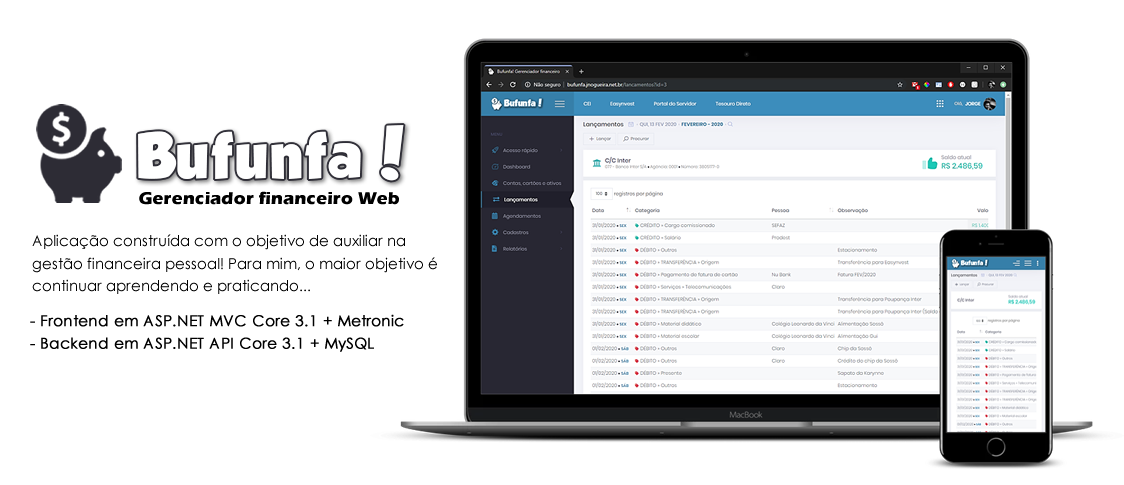 $
Bufunfa!
Gerenciador financeiro Web
Aplicação construída com o objetivo de auxiliar na
gestão financeira pessoal! Para mim, o maior objetivo é
continuar aprendendo e praticando...
- Frontend em ASP.NET MVC Core 3.1 + Metronic
- Backend em ASP.NET API Core 3.1 + MySQL
Bufunfa! Gerenciador financeiro
Não seguro | bufunfa.jnogueira.net.br/lancamentos?id=3
Bufunfa!
CEI Easynvest Portal do Servidor Tesouro Direto
Olá, JORGE
MENU
Acesso rápido
Dashboard
Contas, cartões e ativos
Lançamentos
Agendamentos
Cadastros
Relatórios
Lançamentos QUI, 13 FEV 2020 • FEVEREIRO - 2020
+ Lançar Procurar
C/C Inter
Saldo atual
R$ 2.486,59
100 registros por página
Data Categoria Pessoa Observação Valo
31/01/2020 • SEX CRÉDITO » Cargo comissionado SEFAZ
31/01/2020 • SEX CRÉDITO » Salário Prodest
31/01/2020 • SEX DÉBITO » Outros Estacionamento
31/01/2020 • SEX DÉBITO » TRANSFERÊNCIA » Origem Transferência para Easynvest
31/01/2020 • SEX DÉBITO » Pagamento de fatura de cartão Nu Bank Fatura FEV/2020
31/01/2020 • SEX DÉBITO » Serviços » Telecomunicações Claro
31/01/2020 • SEX DÉBITO » TRANSFERÊNCIA » Origem Transferência para Poupança Inter
31/01/2020 • SEX DÉBITO » TRANSFERÊNCIA » Origem Transferência para Poupança Inter (Saldo
31/01/2020 • SEX DÉBITO » Material didático Colégio Leonardo da Vinci Alimentação Sossó
31/01/2020 • SEX DÉBITO » Material escolar Colégio Leonardo da Vinci Alimentação Gui
01/02/2020 • SÁB DÉBITO » Outros Claro Chip da Sossó
01/02/2020 • SÁB DÉBITO » Outros Claro Crédito do chip da Sossó
01/02/2020 • SÁB DÉBITO » Presente Sapato da Karynne
01/02/2020 • SÁB DÉBITO » Outros Estacionamento
MacBook
Bufunfa!
Lançamentos QUI, 13 FEV 2020
+ Lançar Procurar
C/C Inter
Saldo atual
R$ 2.486,59
registros por página
Data Categoria